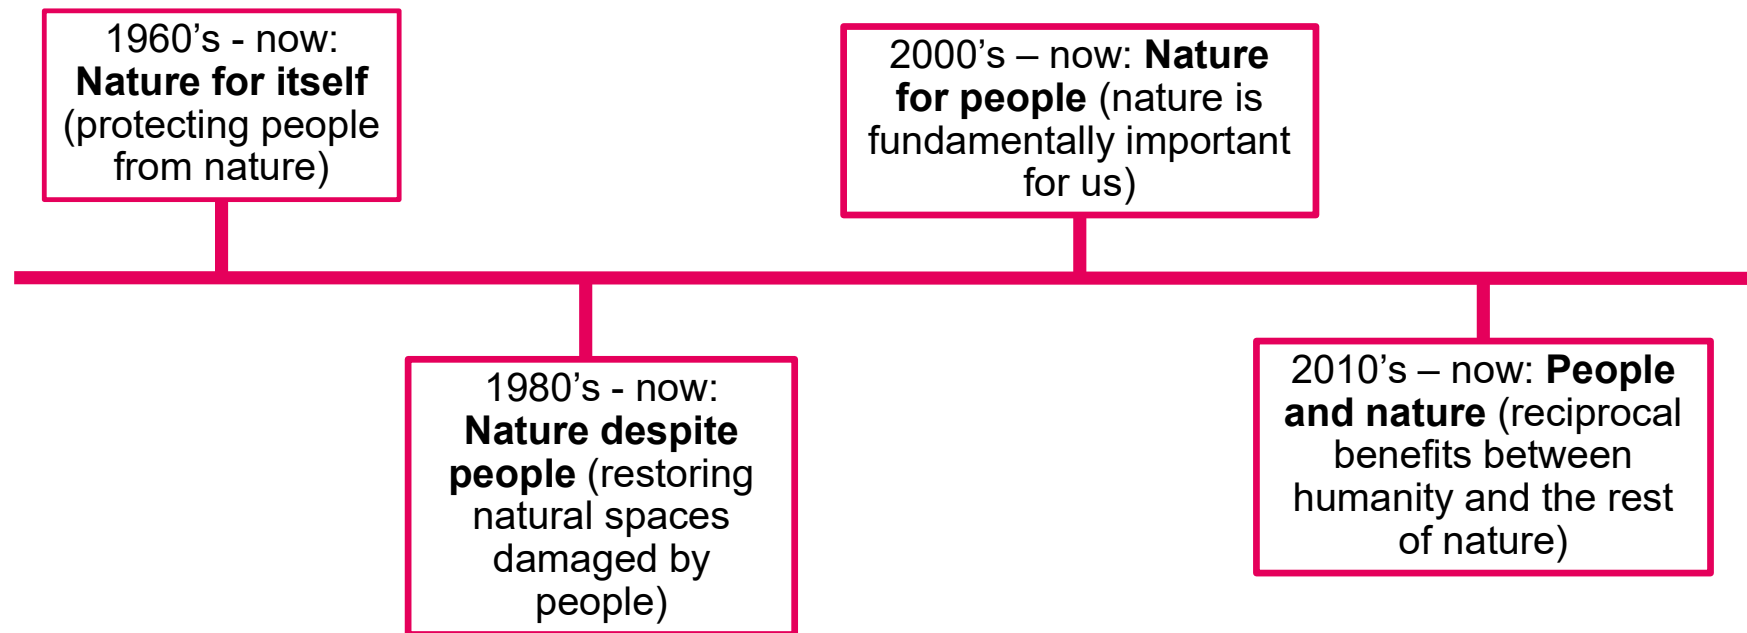 1960’s - now:
Nature for itself
(protecting people
from nature)
1980’s - now:
Nature despite
people (restoring
natural spaces
damaged by
people)
2000’s – now: Nature
for people (nature is
fundamentally important
for us)
2010’s – now: People
and nature (reciprocal
benefits between
humanity and the rest
of nature)